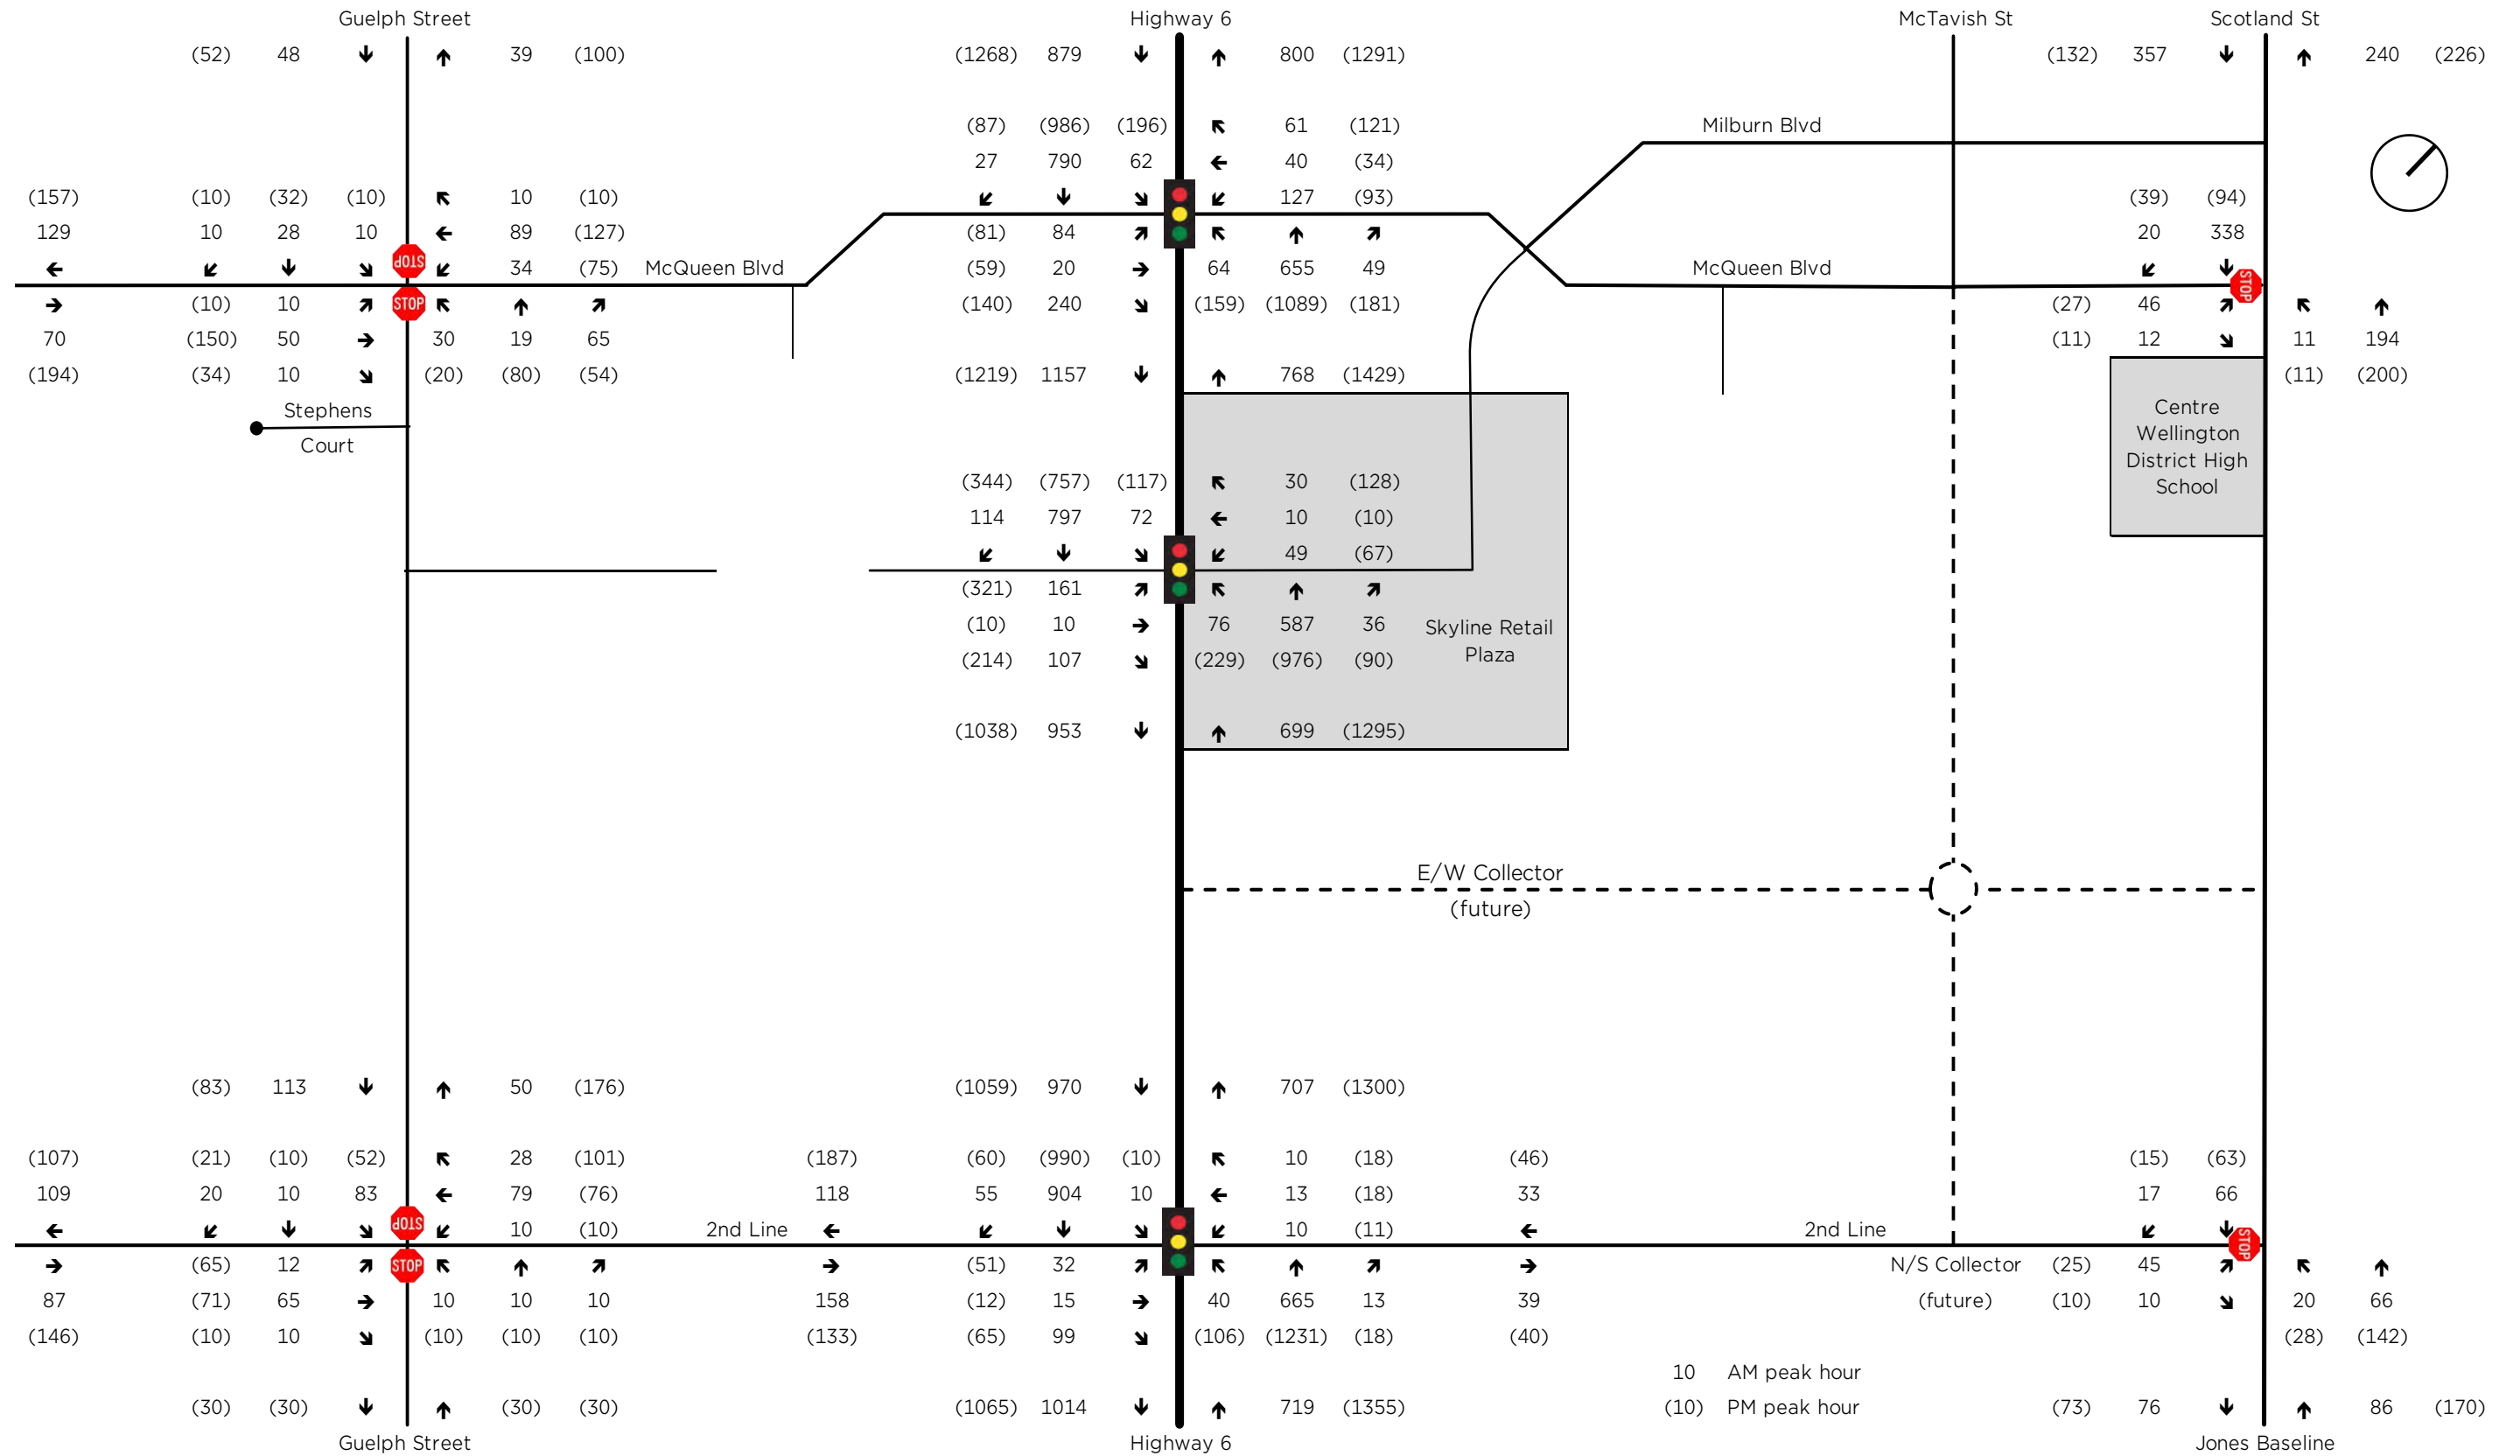 Guelph Street Highway 6 McTavish St Scotland St
(52) 48 39 (100) (1268) 879 800 (1291) (132) 357 240 (226)
(87) (986) (196) 61 (121) Milburn Blvd
27 790 62 40 (34)
(157) (10) (32) (10) 10 (10) 127 (93) (39) (94)
129 10 28 10 89 (127) (81) 84 20 338
STOP 34 (75) McQueen Blvd (59) 20 64 655 49 McQueen Blvd STOP
STOP (10) 10 (140) 240 (159) (1089) (181) (27) 46
70 (150) 50 30 19 65 (11) 12 11 194
(194) (34) 10 (20) (80) (54) (1219) 1157 768 (1429) (11) (200)
Stephens
Court
Centre
Wellington
District High
School
(344) (757) (117) 30 (128)
114 797 72 10 (10)
49 (67)
(321) 161
(10) 10 76 587 36
(214) 107 (229) (976) (90)
Skyline Retail
Plaza
(1038) 953 699 (1295)
E/W Collector
(future)
(83) 113 50 (176) (1059) 970 707 (1300)
(107) (21) (10) (52) 28 (101) (187) (60) (990) (10) 10 (18) (46) (15) (63)
109 20 10 83 79 (76) 118 55 904 10 13 (18) 33 17 66
STOP 10 (10) 2nd Line 10 (11) 2nd Line STOP
(65) 12 STOP (51) 32 N/S Collector (25) 45
87 (71) 65 10 10 10 158 (12) 15 40 665 13 39 (future) (10) 10 20 66
(146) (10) 10 (10) (10) (10) (133) (65) 99 (106) (1231) (18) (40) (28) (142)
10 AM peak hour
(30) (30) (30) (30) (1065) 1014 719 (1355) (10) PM peak hour (73) 76 86 (170)
Guelph Street Highway 6 Jones Baseline